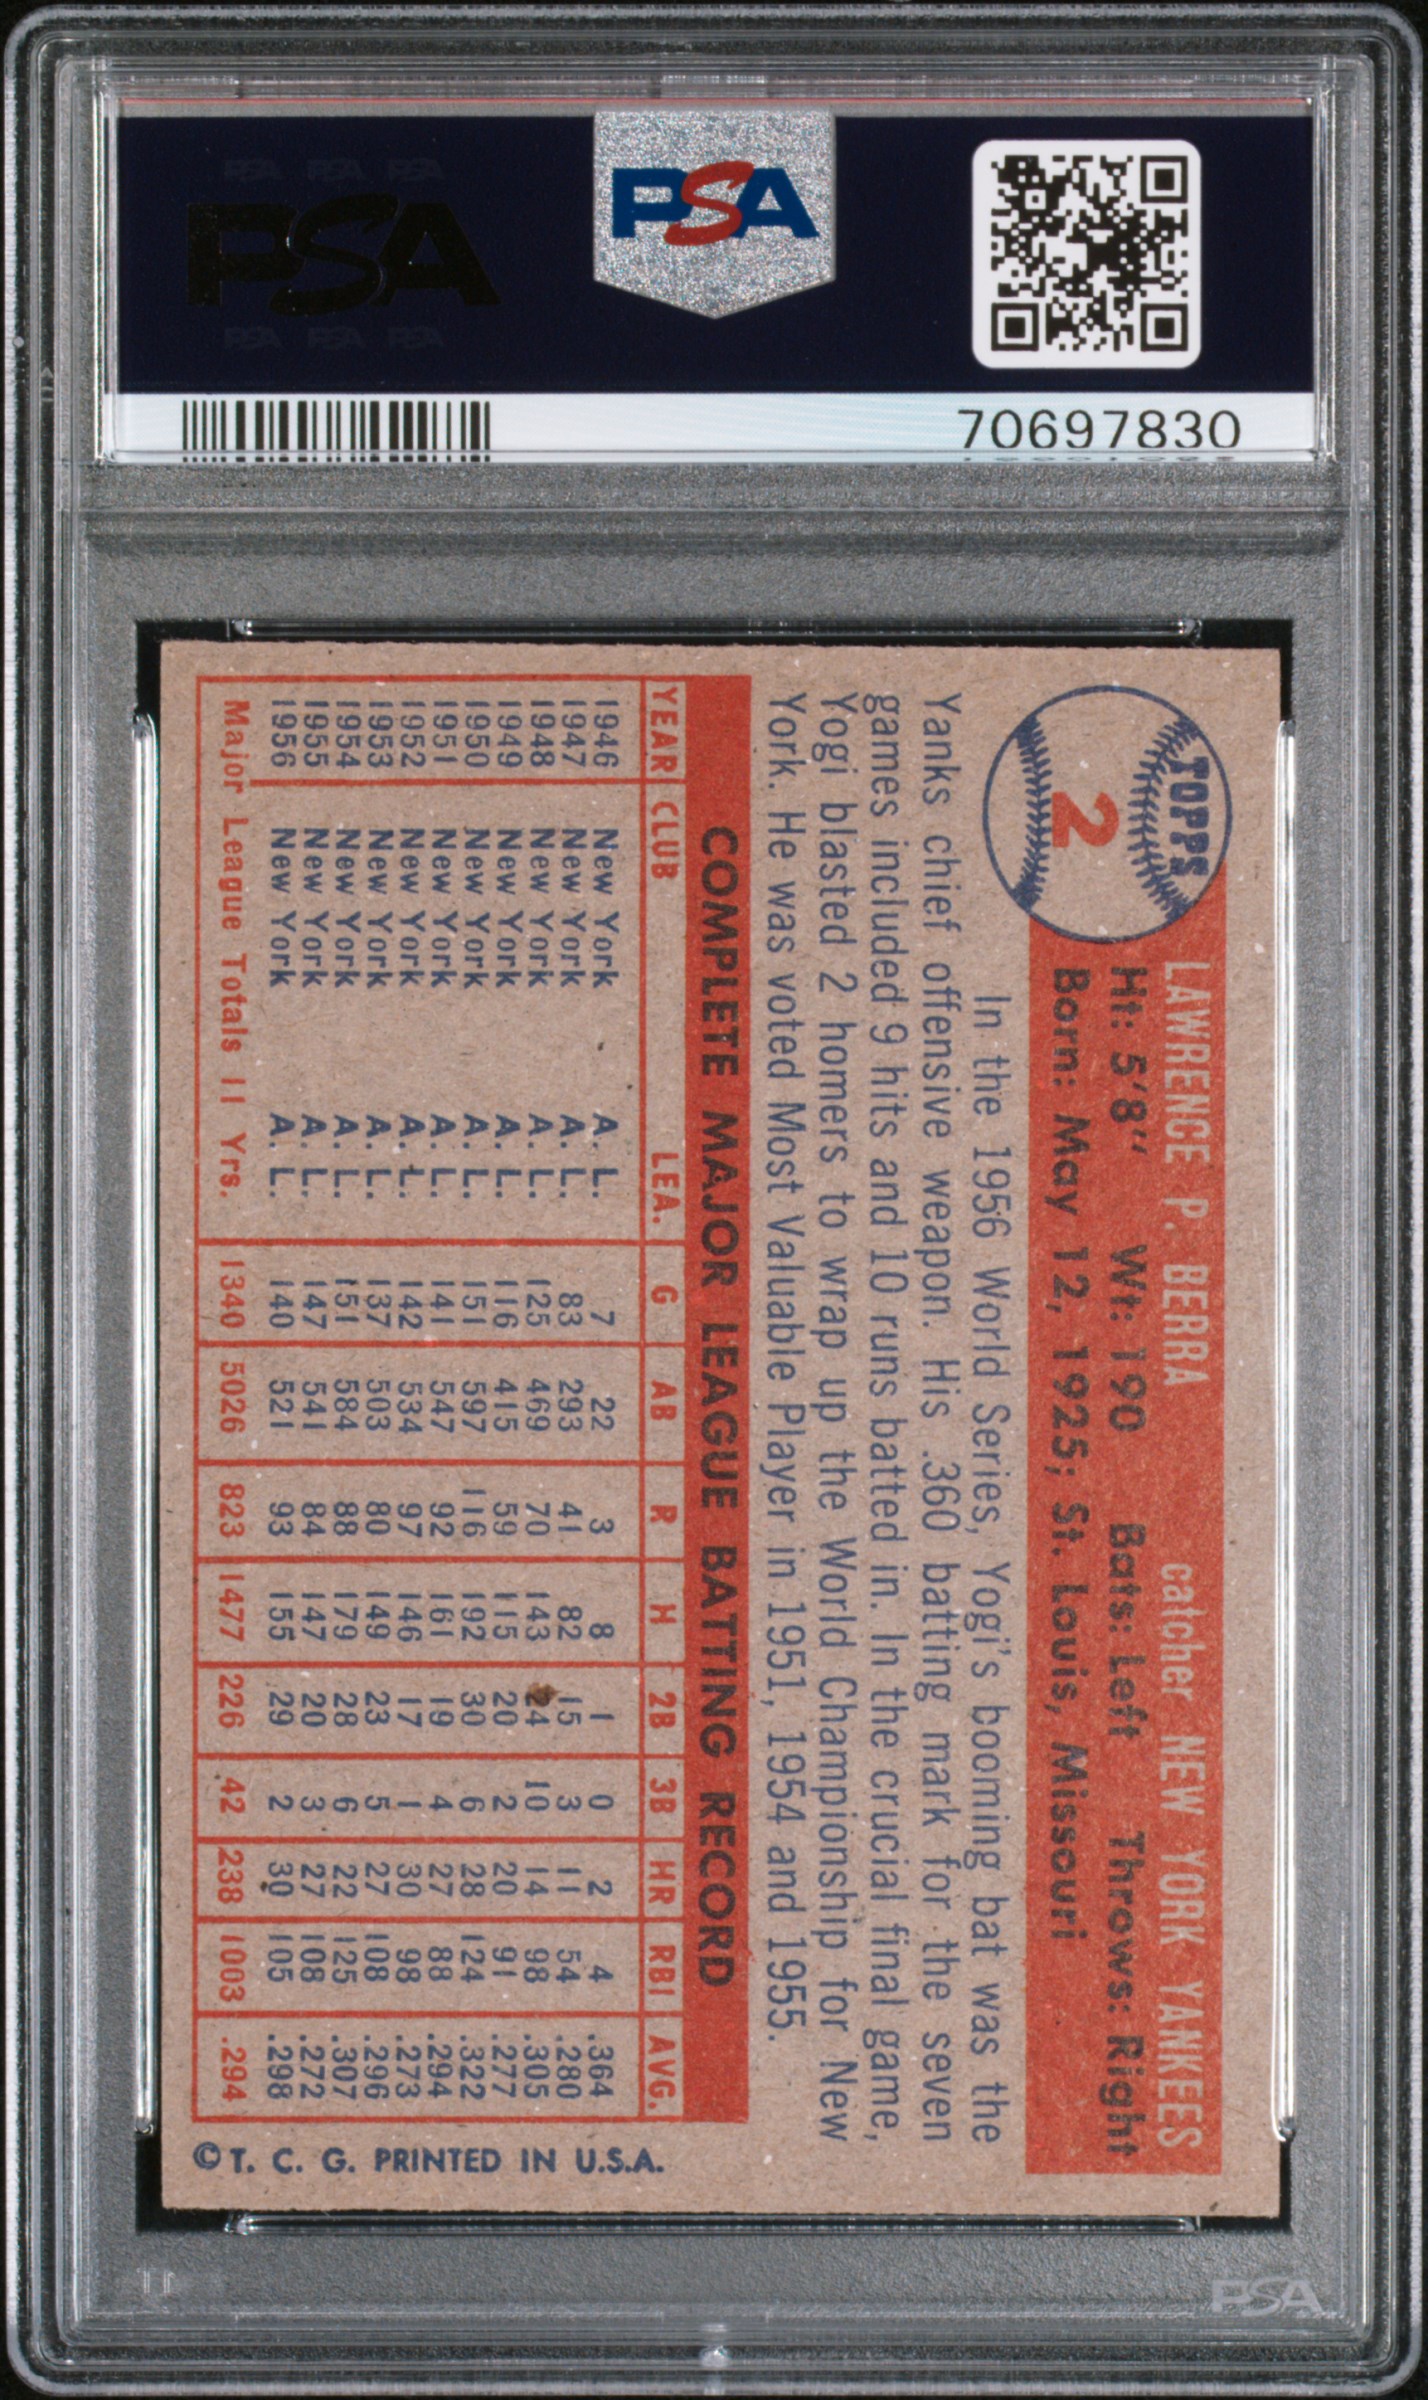 PSA PSA PSA
PSA
PSA PSA PSA
PSA
70697830
TOPPS
2
LAWRENCE P. BERRA catcher NEW YORK YANKEES
Ht: 5'8" Wt: 190 Bats: Left Throws: Right
Born: May 12, 1925; St. Louis, Missouri
In the 1956 World Series, Yogi's booming bat was the
Yanks chief offensive weapon. His .360 batting mark for the seven
games included 9 hits and 10 runs batted in. In the crucial final game,
Yogi blasted 2 homers to wrap up the World Championship for New
York. He was voted Most Valuable Player in 1951, 1954 and 1955.
COMPLETE MAJOR LEAGUE BATTING RECORD
YEAR CLUB LEA. G AB R H 2B 3B HR RBI AVG.
1946 New York A. L. 7 22 3 8 1 0 2 4 .364
1947 New York A. L. 83 293 41 82 15 3 11 54 .280
1948 New York A. L. 125 469 70 143 24 10 14 98 .305
1949 New York A. L. 116 415 59 115 20 2 20 91 .277
1950 New York A. L. 151 597 116 192 30 6 28 124 .322
1951 New York A. L. 141 547 92 161 19 4 27 88 .294
1952 New York A. L. 142 534 97 146 17 1 30 98 .273
1953 New York A. L. 137 503 80 149 23 5 27 108 .296
1954 New York A. L. 151 584 88 179 28 6 22 125 .307
1955 New York A. L. 147 541 84 147 20 3 27 108 .272
1956 New York A. L. 140 521 93 155 29 2 30 105 .298
Major League Totals 11 Yrs. 1340 5026 823 1477 226 42 238 1003 .294
© T. C. G. PRINTED IN U.S.A.
PSA